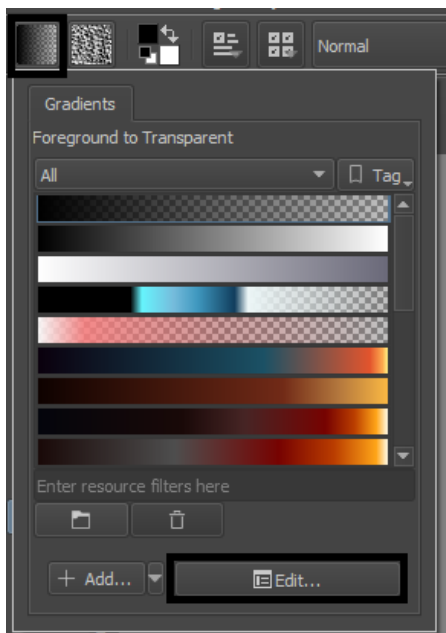 Normal
Gradients
Foreground to Transparent
All
Tag
Enter resource filters here
+ Add...
Edit...